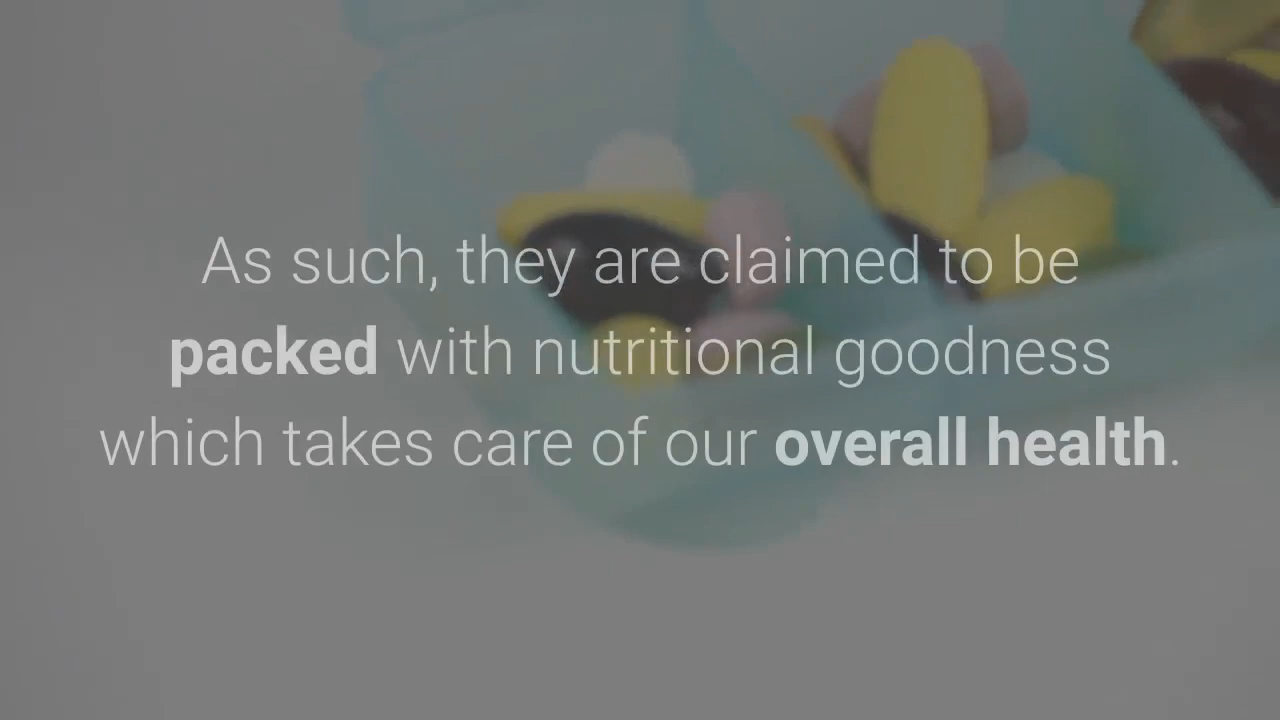 As such, they are claimed to be
packed with nutritional goodness
which takes care of our overall health.